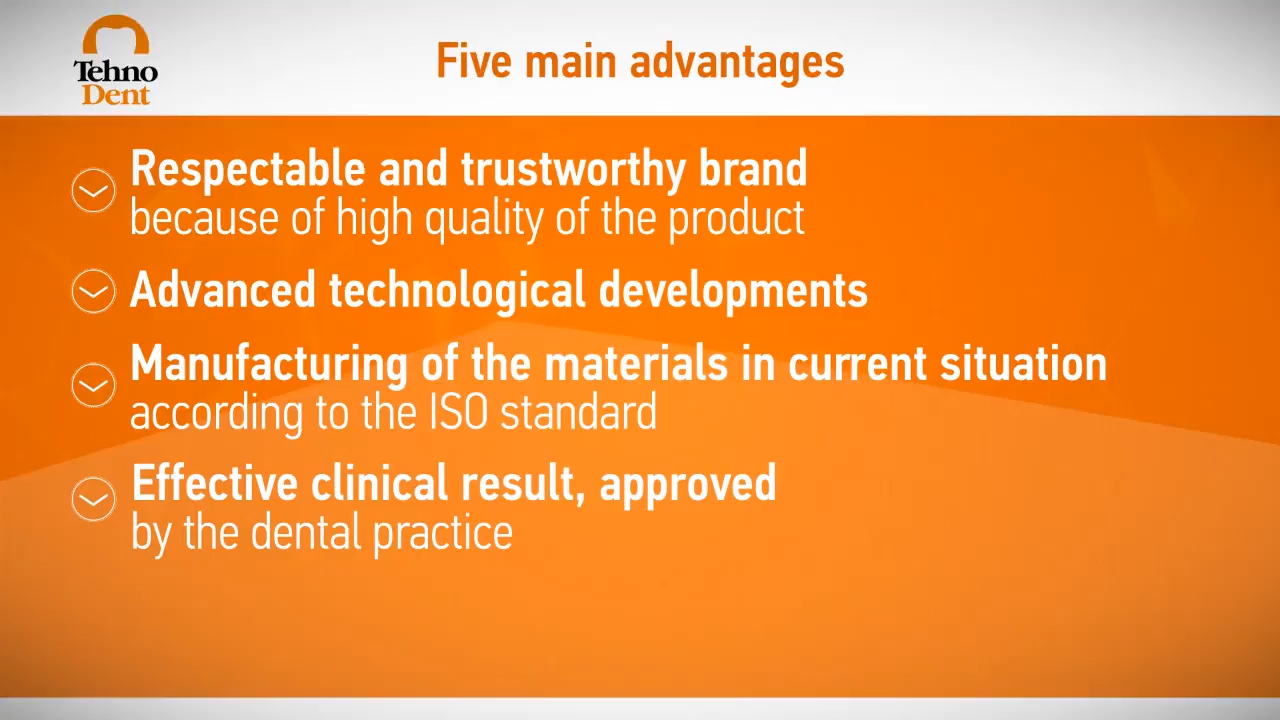 Tehno
Dent
Five main advantages
Respectable and trustworthy brand
because of high quality of the product
Advanced technological developments
Manufacturing of the materials in current situation
according to the ISO standard
Effective clinical result, approved
by the dental practice